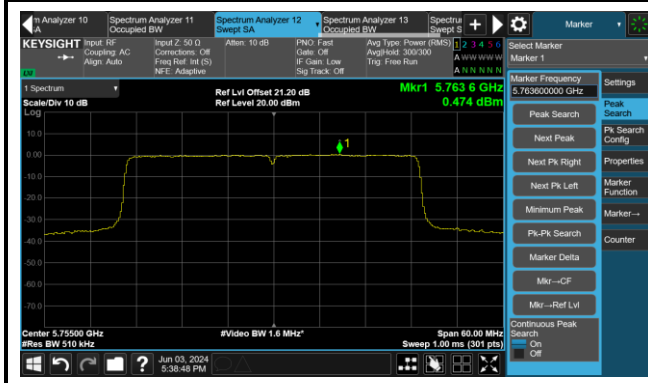 m Analyzer 10
SA
Spectrum Analyzer 11
Occupied BW
Spectrum Analyzer 12
Swept SA
Spectrum Analyzer 13
Occupied BW
Spectru
Swept S
Marker
KEYSIGHT
Input: RF
Coupling: AC
Align: Auto
Input Z: 50 Ω
Corrections: Off
Freq Ref: Int (S)
NFE: Adaptive
Atten: 10 dB
PNO: Fast
Gate: Off
IF Gain: Low
Sig Track: Off
Avg Type: Power (RMS)
Avg|Hold: 300/300
Trig: Free Run
1 2 3 4 5 6
A W W W W W
A N N N N N
Select Marker
Marker 1
1 Spectrum
Scale/Div 10 dB
Log
Ref Lvl Offset 21.20 dB
Ref Level 20.00 dBm
Mkr1 5.763 6 GHz
0.474 dBm
1
10.0
0.00
-10.0
-20.0
-30.0
-40.0
-50.0
-60.0
-70.0
Center 5.75500 GHz
#Res BW 510 kHz
#Video BW 1.6 MHz*
Span 60.00 MHz
Sweep 1.00 ms (301 pts)
Marker Frequency
5.763600000 GHz
Peak Search
Next Peak
Next Pk Right
Next Pk Left
Minimum Peak
Pk-Pk Search
Marker Delta
Mkr→CF
Mkr→Ref Lvl
Continuous Peak
Search
On
Off
Settings
Peak
Search
Pk Search
Config
Properties
Marker
Function
Marker→
Counter
?
Jun 03, 2024
5:38:48 PM